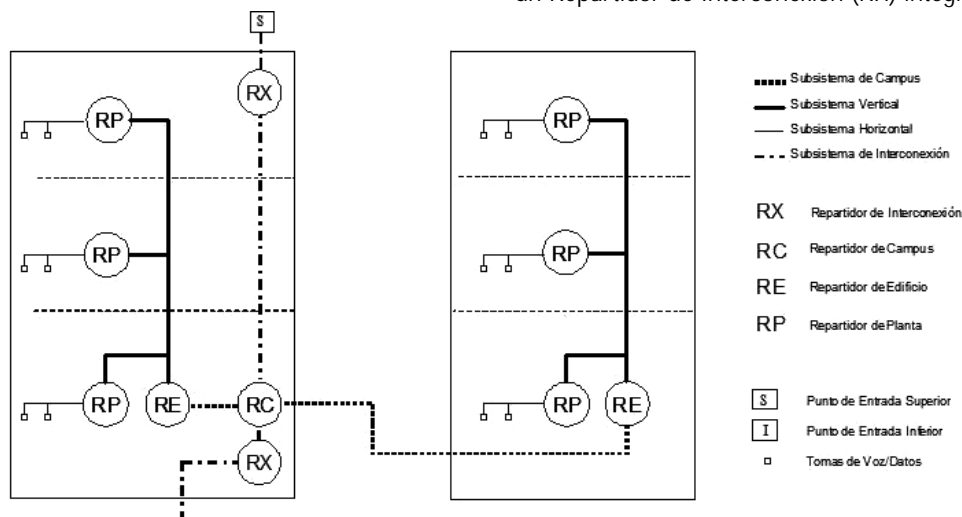 un Repartidor de Interconexión (RX) integr
S
RX
RP
RP
RP
RP
RP
RE
RC
RP
RE
RX
Subsistema de Campus
Subsistema Vertical
Subsistema Horizontal
Subsistema de Interconexión
RX Repartidor de Interconexión
RC Repartidor de Campus
RE Repartidor de Edificio
RP Repartidor de Planta
S Punto de Entrada Superior
I Punto de Entrada Inferior
Tomas de Voz/Datos